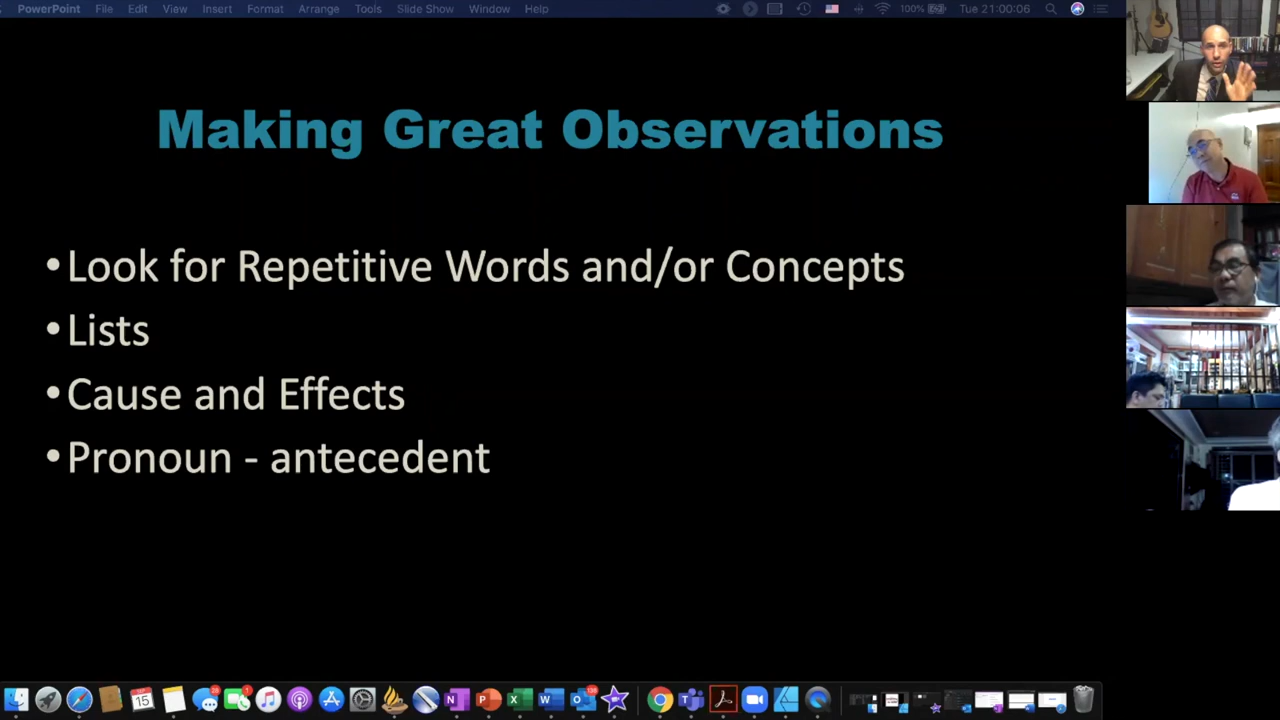 PowerPoint File Edit View Insert Format Arrange Tools Slide Show Window Help 100% Tue 21:00:06
Making Great Observations
•Look for Repetitive Words and/or Concepts
•Lists
•Cause and Effects
•Pronoun - antecedent
15